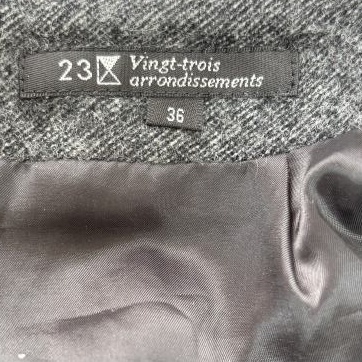 23 Vingt-trois
arrondissements
36